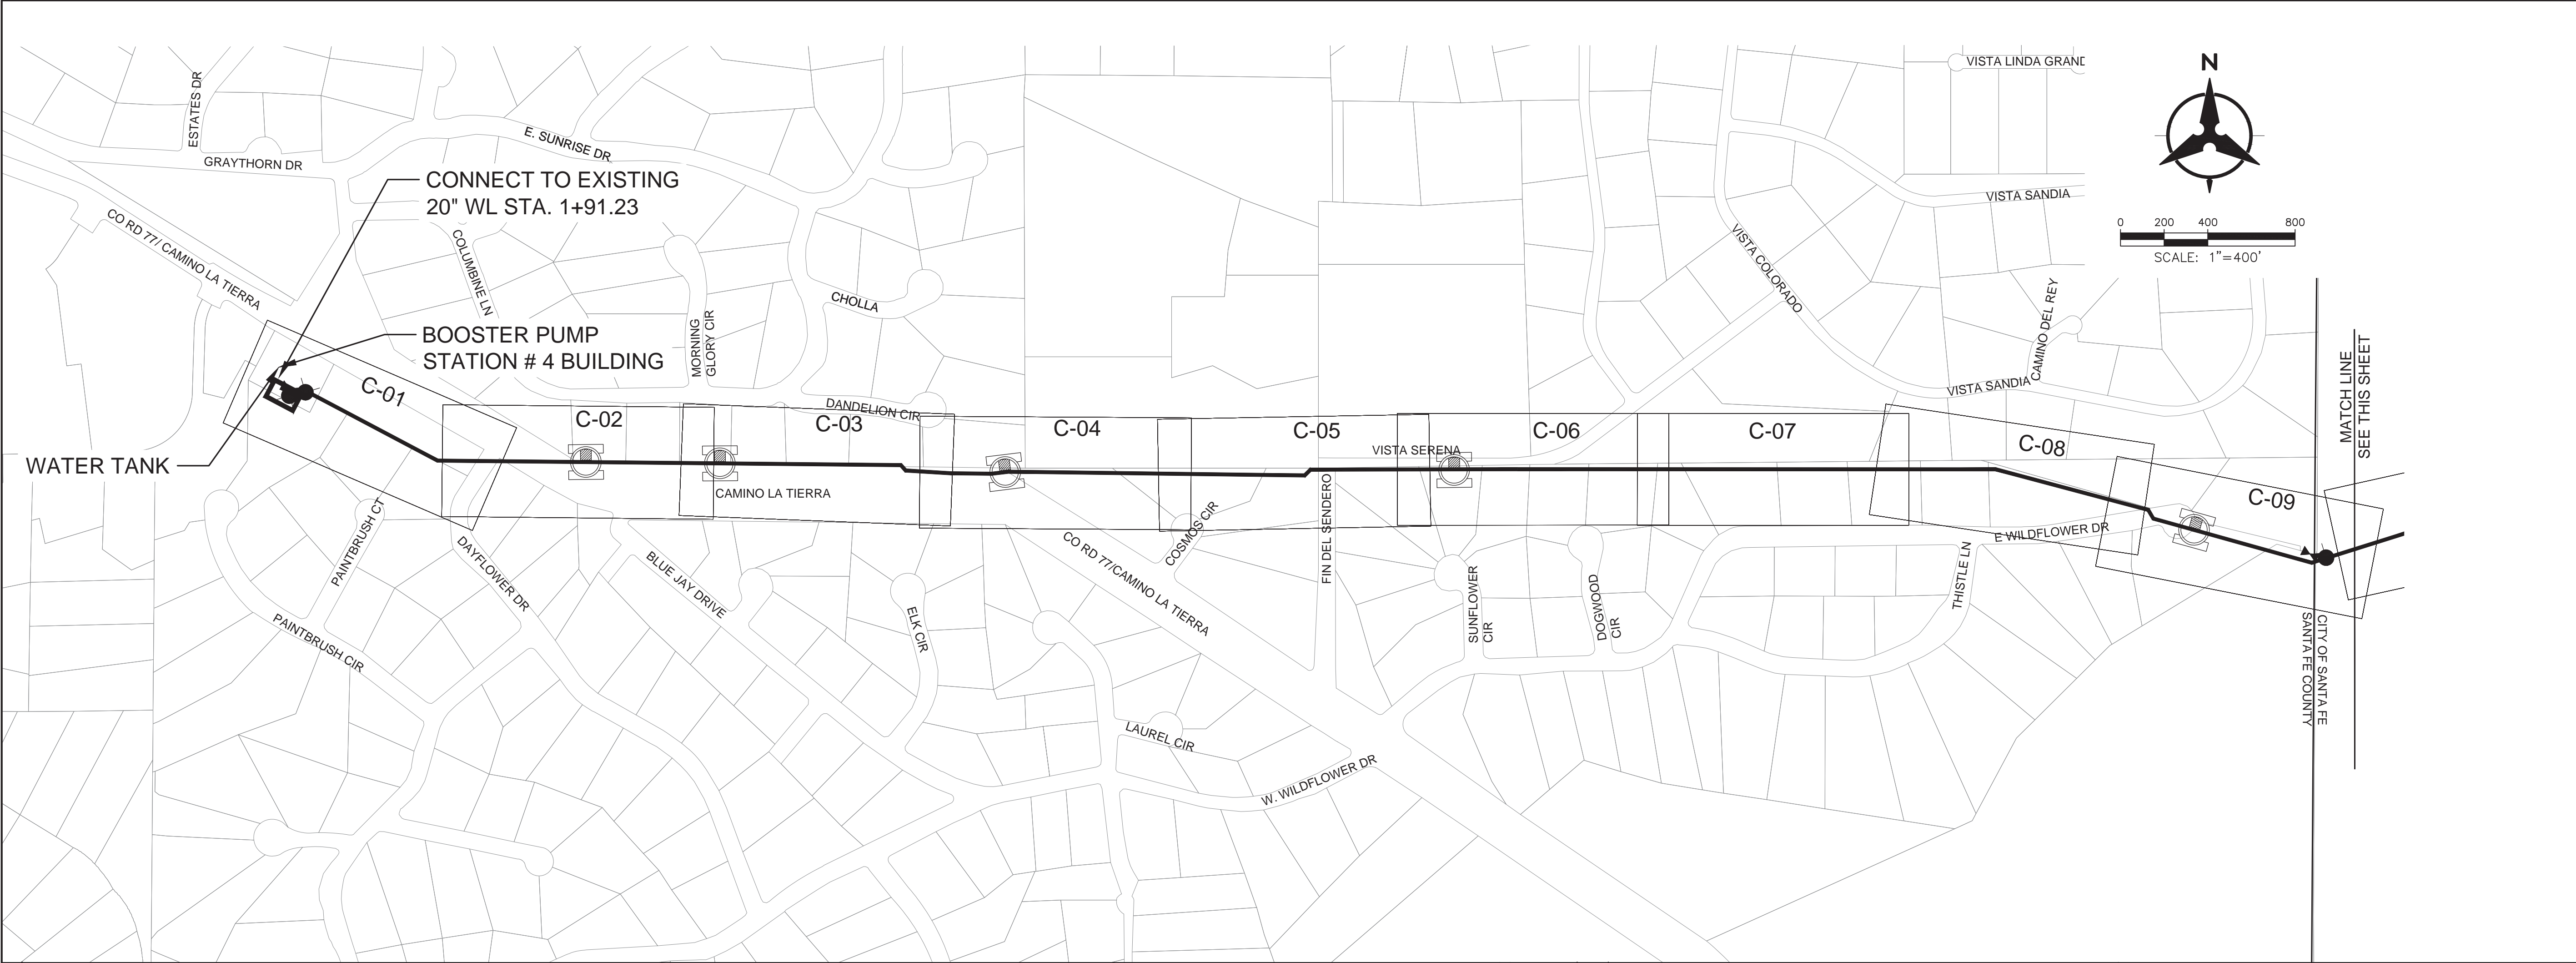 VISTA LINDA GRAND
N
ESTATES DR
E. SUNRISE DR
GRAYTHORN DR
CONNECT TO EXISTING
20" WL STA. 1+91.23
VISTA SANDIA
CO RD 77/ CAMINO LA TIERRA
0 200 400 800
SCALE: 1"=400'
COLUMBINE LN
VISTA COLORADO
CHOLLA
CAMINO DEL REY
MORNING
GLORY CIR
BOOSTER PUMP
STATION # 4 BUILDING
MATCH LINE
SEE THIS SHEET
C-01
VISTA SANDIA
DANDELION CIR
C-02
C-03
C-04
C-05
C-06
C-07
C-08
VISTA SERENA
WATER TANK
CAMINO LA TIERRA
C-09
PAINTBRUSH CT
DAYFLOWER DR
BLUE JAY DRIVE
COSMOS CIR
CO RD 77/CAMINO LA TIERRA
FIN DEL SENDERO
E WILDFLOWER DR
SUNFLOWER
CIR
DOGWOOD
CIR
THISTLE LN
ELK CIR
PAINTBRUSH CIR
CITY OF SANTA FE
SANTA FE COUNTY
LAUREL CIR
W. WILDFLOWER DR